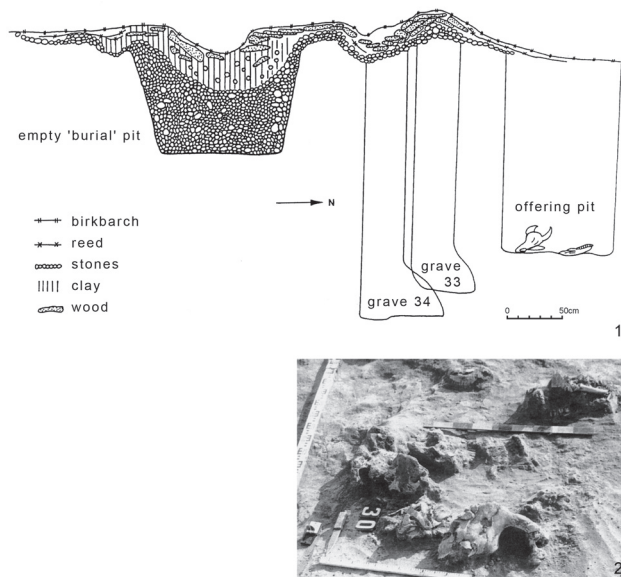 empty 'burial' pit
N
birkbarch
reed
stones
clay
wood
offering pit
grave
33
grave 34
0 50cm
1
30
2